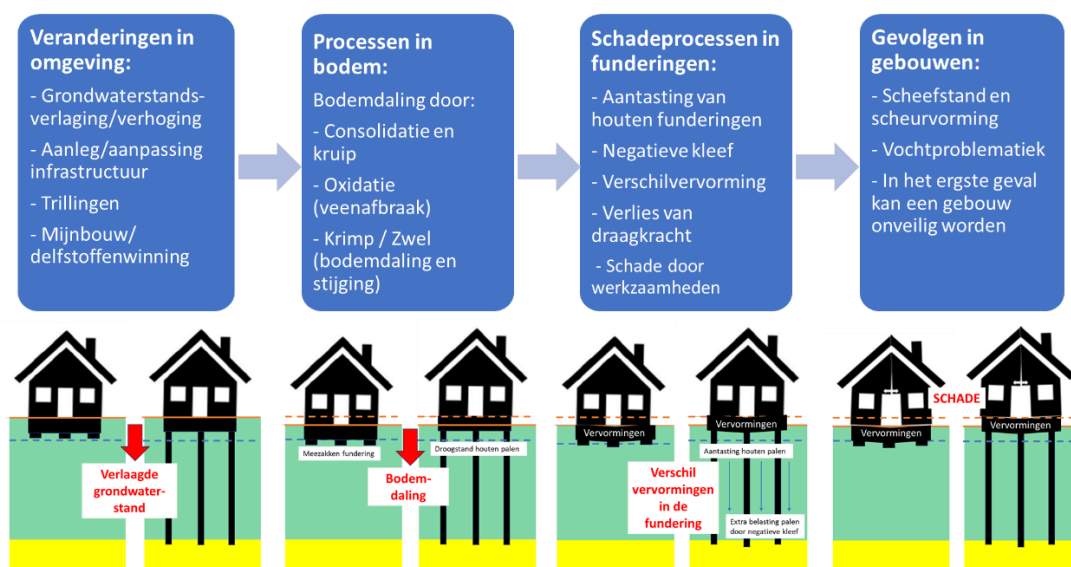 Veranderingen in
omgeving:
- Grondwaterstands-
verlaging/verhoging
- Aanleg/aanpassing
infrastructuur
- Trillingen
- Mijnbouw/
delfstoffenwinning
Processen in
bodem:
Bodemdaling door:
- Consolidatie en
kruip
- Oxidatie
(veenafbraak)
- Krimp / Zwel
(bodemdaling en
stijging)
Schadeprocessen in
funderingen:
- Aantasting van
houten funderingen
- Negatieve kleef
- Verschilvervorming
- Verlies van
draagkracht
- Schade door
werkzaamheden
Gevolgen in
gebouwen:
- Scheefstand en
scheurvorming
- Vochtproblematiek
- In het ergste geval
kan een gebouw
onveilig worden
Verlaagde
grondwater-
stand
Meezakken fundering
Droogstand houten palen
Bodem-
daling
Vervormingen
Vervormingen
Aantasting houten palen
Verschil
vervormingen
in de
fundering
Extra belasting palen
door negatieve kleef
SCHADE
Vervormingen
Vervormingen